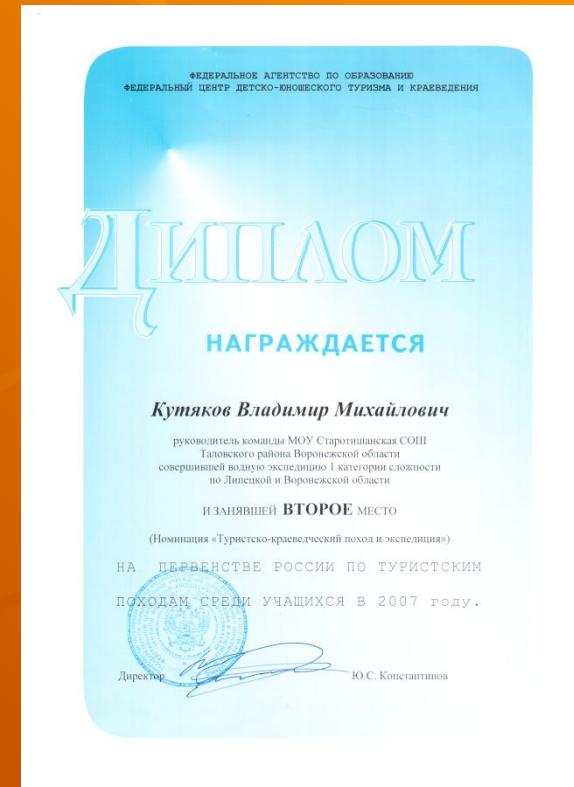 ФЕДЕРАЛЬНОЕ АГЕНТСТВО ПО ОБРАЗОВАНИЮ
ФЕДЕРАЛЬНЫЙ ЦЕНТР ДЕТСКО-ЮНОШЕСКОГО ТУРИЗМА И КРАЕВЕДЕНИЯ
ДИПЛОМ
НАГРАЖДАЕТСЯ
Кутяков Владимир Михайлович
руководитель команды МОУ Старотишанская СОШ
Таловского района Воронежской области
совершившей водную экспедицию 1 категории сложности
по Липецкой и Воронежской области
И ЗАНЯВШЕЙ ВТОРОЕ МЕСТО
(Номинация «Туристско-краеведческий поход и экспедиция»)
НА ПЕРВЕНСТВЕ РОССИИ ПО ТУРИСТСКИМ
ПОХОДАМ СРЕДИ УЧАЩИХСЯ В 2007 году.
Директор Ю.С. Константинов